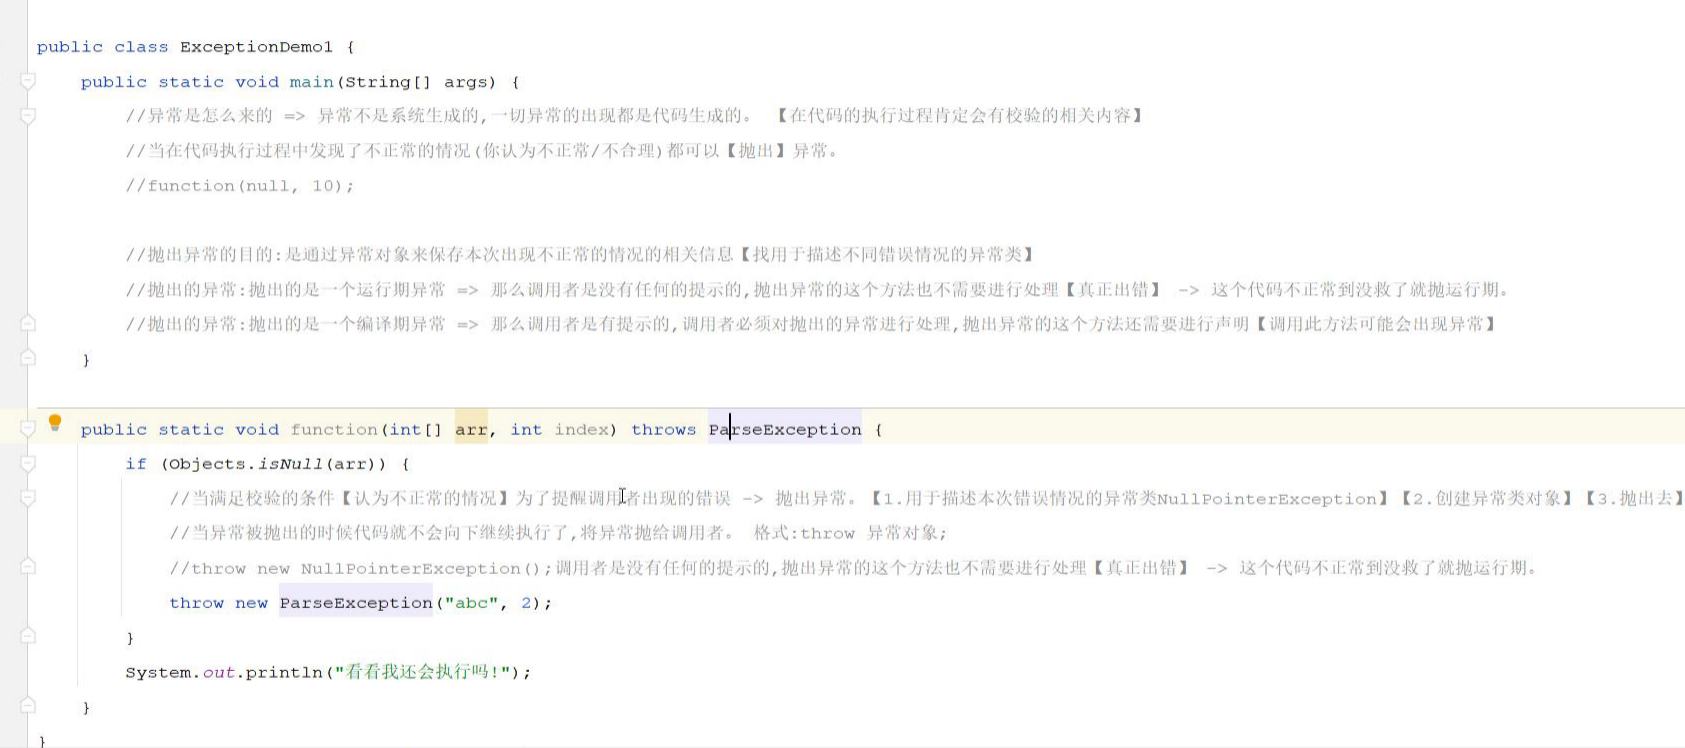 public class ExceptionDemo1 {
public static void main(String[] args) {
//异常是怎么来的 => 异常不是系统生成的,一切异常的出现都是代码生成的。 【在代码的执行过程肯定会有校验的相关内容】
//当在代码执行过程中发现了不正常的情况(你认为不正常/不合理)都可以【抛出】异常。
//function(null, 10);
//抛出异常的目的:是通过异常对象来保存本次出现不正常的情况的相关信息【找用于描述不同错误情况的异常类】
//抛出的异常:抛出的是一个运行期异常 => 那么调用者是没有任何的提示的,抛出异常的这个方法也不需要进行处理【真正出错】 -> 这个代码不正常到没救了就抛运行期。
//抛出的异常:抛出的是一个编译期异常 => 那么调用者是有提示的,调用者必须对抛出的异常进行处理,抛出异常的这个方法还需要进行声明【调用此方法可能会出现异常】
}
public static void function(int[] arr, int index) throws ParseException {
if (Objects.isNull(arr)) {
//当满足校验的条件【认为不正常的情况】为了提醒调用者出现的错误 -> 抛出异常。【1.用于描述本次错误情况的异常类NullPointerException】【2.创建异常类对象】【3.抛出去】
//当异常被抛出的时候代码就不会向下继续执行了,将异常抛给调用者。 格式:throw 异常对象;
//throw new NullPointerException();调用者是没有任何的提示的,抛出异常的这个方法也不需要进行处理【真正出错】 -> 这个代码不正常到没救了就抛运行期。
throw new ParseException("abc", 2);
}
System.out.println("看看我还会执行吗!");
}
}